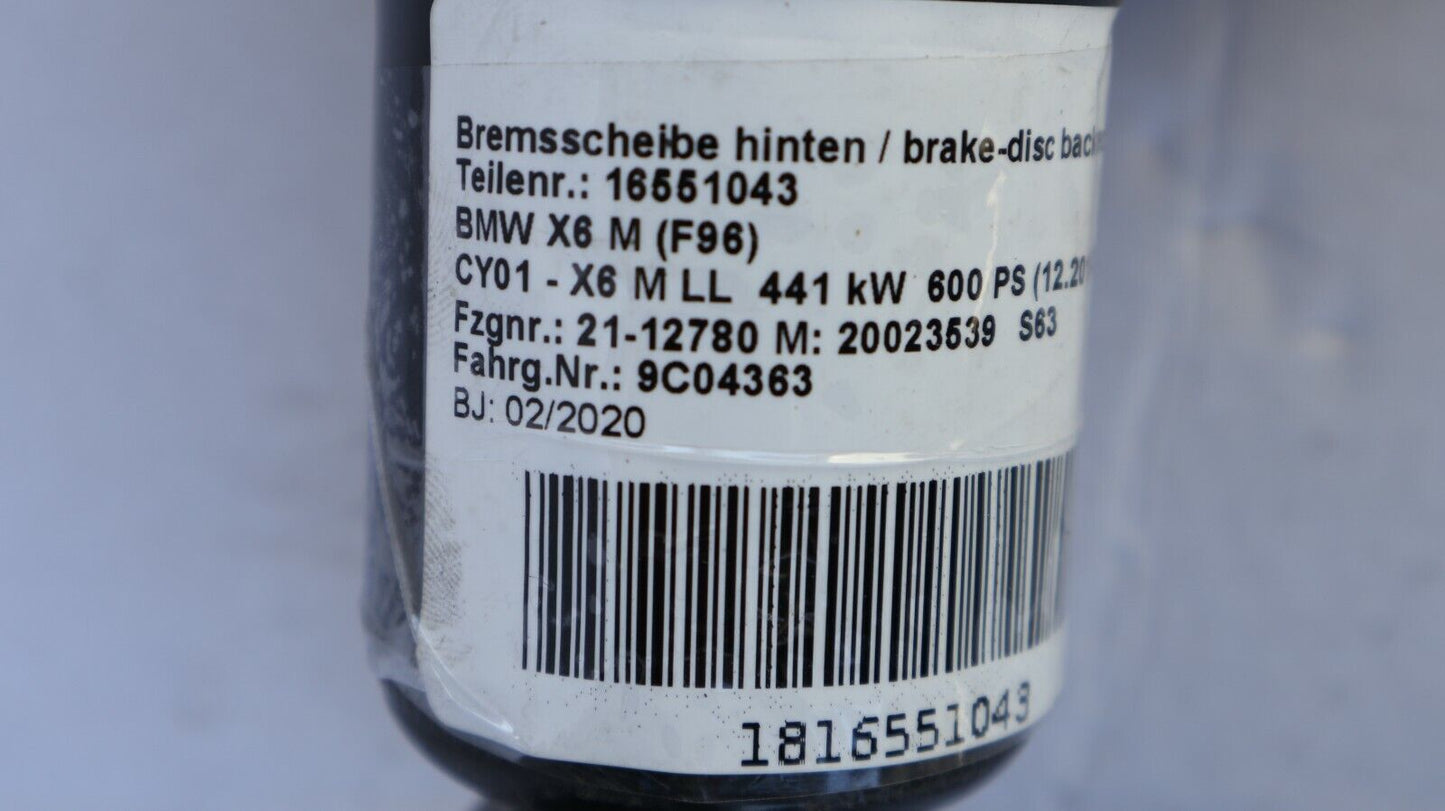 Bremsscheibe hinten / brake-disc back
Teilenr.: 16551043
BMW X6 M (F96)
CY01 - X6 M LL 441 kW 600 PS (12.20
Fzgnr.: 21-12780 M: 20023539 S63
Fahrg.Nr.: 9C04363
BJ: 02/2020
1816551043